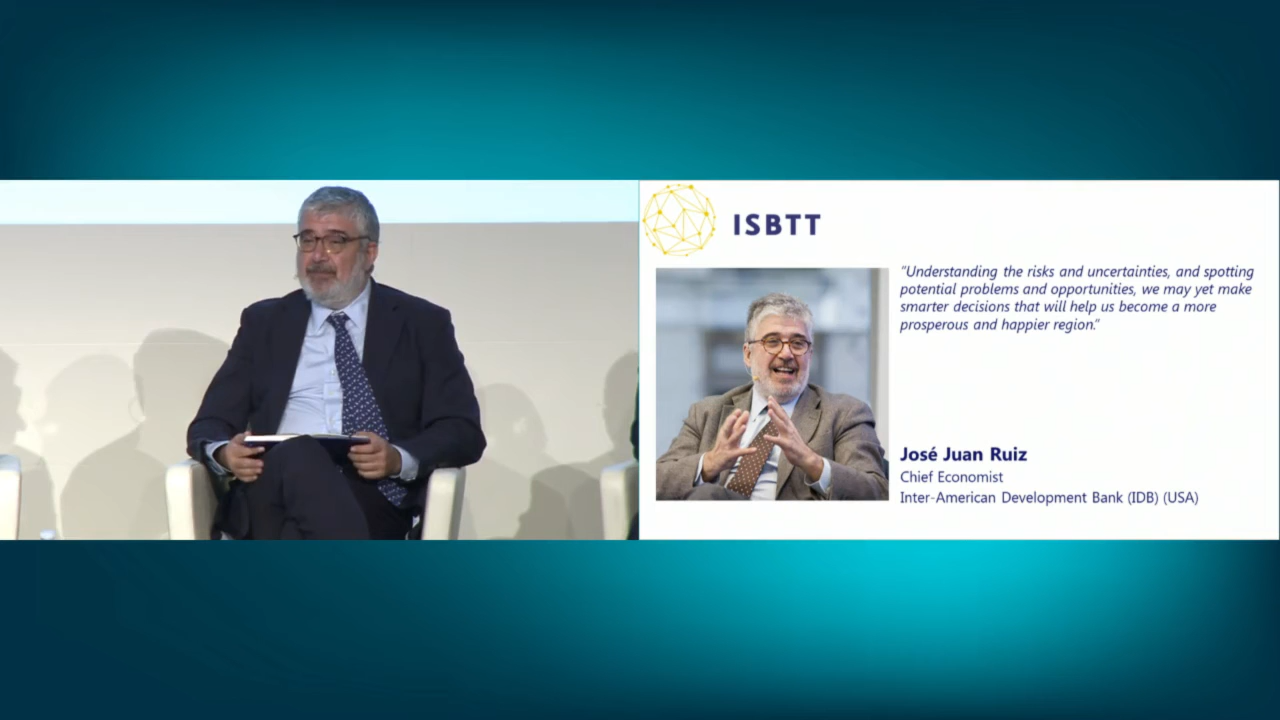 ISBTT
"Understanding the risks and uncertainties, and spotting
potential problems and opportunities, we may yet make
smarter decisions that will help us become a more
prosperous and happier region."
José Juan Ruiz
Chief Economist
Inter-American Development Bank (IDB) (USA)